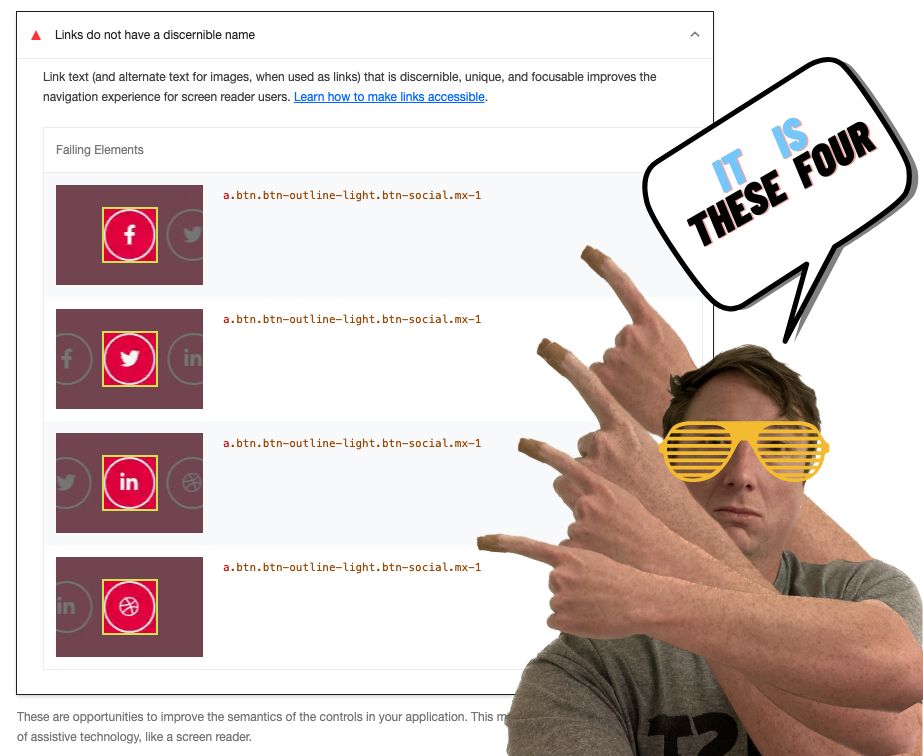 Links do not have a discernible name
Link text (and alternate text for images, when used as links) that is discernible, unique, and focusable improves the
navigation experience for screen reader users. Learn how to make links accessible.
Failing Elements
a.btn.btn-outline-light.btn-social.mx-1
a.btn.btn-outline-light.btn-social.mx-1
a.btn.btn-outline-light.btn-social.mx-1
a.btn.btn-outline-light.btn-social.mx-1
IT IS
THESE FOUR
These are opportunities to improve the semantics of the controls in your application. This
of assistive technology, like a screen reader.
f
in
in
in